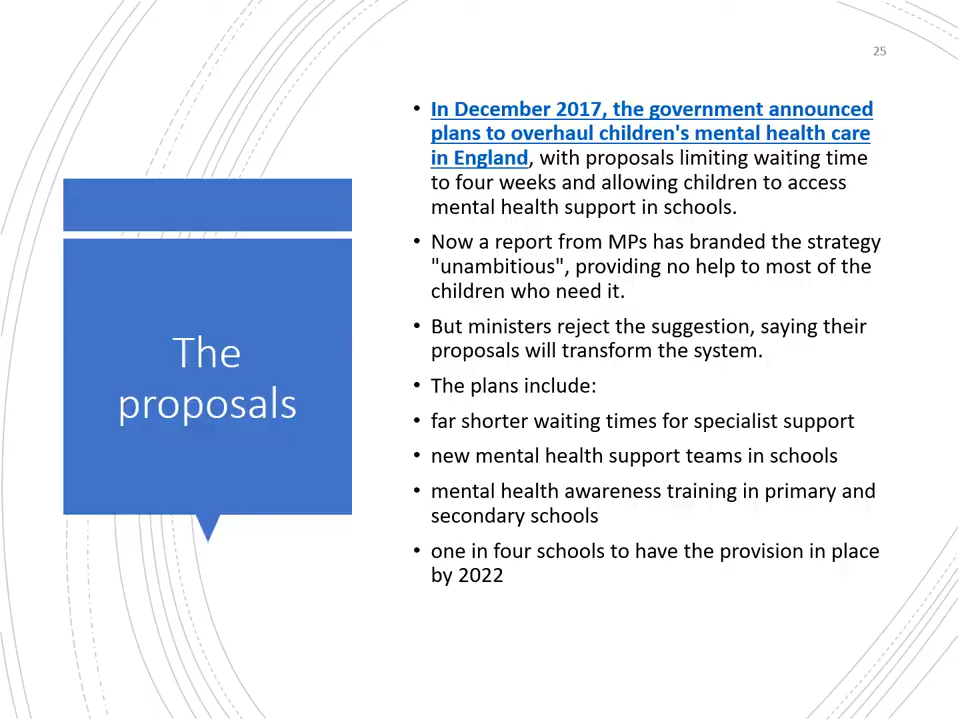 25
The
proposals
• In December 2017, the government announced
plans to overhaul children's mental health care
in England, with proposals limiting waiting time
to four weeks and allowing children to access
mental health support in schools.
• Now a report from MPs has branded the strategy
"unambitious", providing no help to most of the
children who need it.
• But ministers reject the suggestion, saying their
proposals will transform the system.
• The plans include:
• far shorter waiting times for specialist support
• new mental health support teams in schools
• mental health awareness training in primary and
secondary schools
• one in four schools to have the provision in place
by 2022